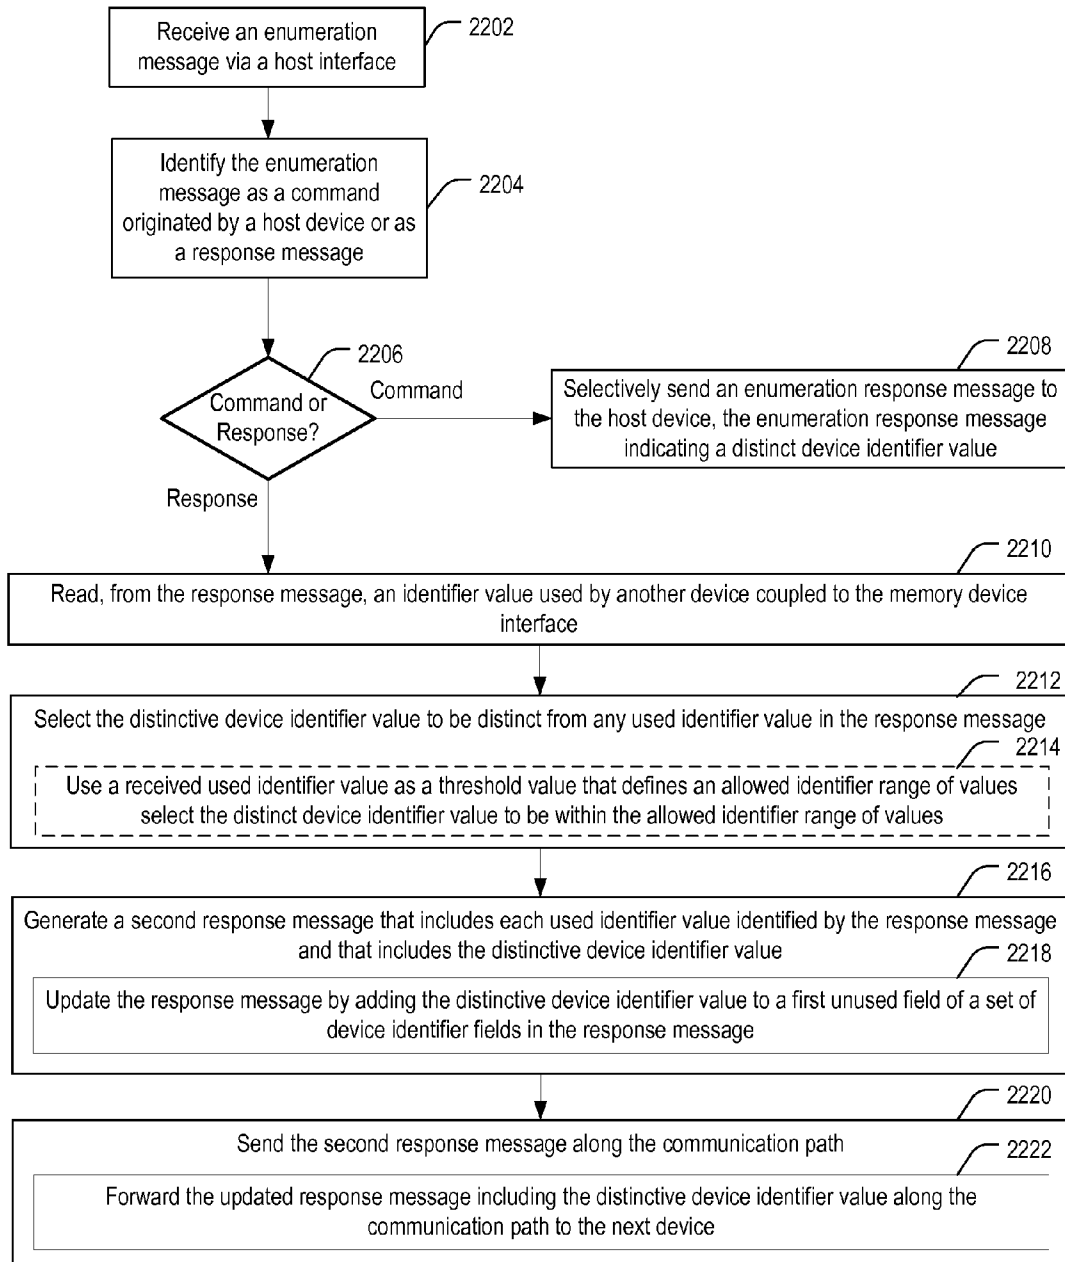 Receive an enumeration
message via a host interface
2202
Identify the enumeration
message as a command
originated by a host device or as
a response message
2204
2206
Command or
Response?
Command
Response
2208
Selectively send an enumeration response message to
the host device, the enumeration response message
indicating a distinct device identifier value
2210
Read, from the response message, an identifier value used by another device coupled to the memory device
interface
2212
Select the distinctive device identifier value to be distinct from any used identifier value in the response message
2214
Use a received used identifier value as a threshold value that defines an allowed identifier range of values
select the distinct device identifier value to be within the allowed identifier range of values
2216
Generate a second response message that includes each used identifier value identified by the response message
and that includes the distinctive device identifier value
2218
Update the response message by adding the distinctive device identifier value to a first unused field of a set of
device identifier fields in the response message
2220
Send the second response message along the communication path
2222
Forward the updated response message including the distinctive device identifier value along the
communication path to the next device